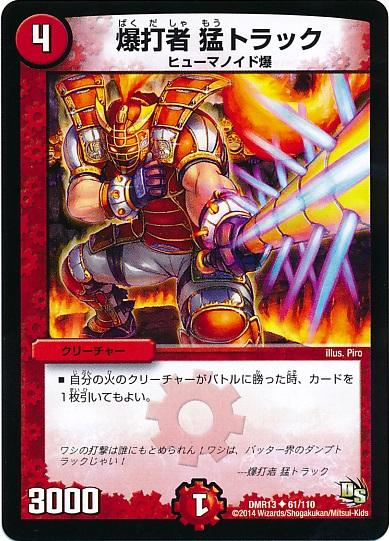 4
ばくだしゃ もう
爆打者 猛トラック
ヒューマノイド爆
クリーチャー
illus. Piro
■ 自分の火のクリーチャーがバトルに勝った時、カードを
1枚引いてもよい。
ワシの打撃は誰にもとめられん!ワシは、バッター界のダンプト
ラックじゃい!
---爆打者 猛トラック
3000
1
DMR13 ◆ 61/110
©2014 Wizards/Shogakukan/Mitsui-Kids
DS